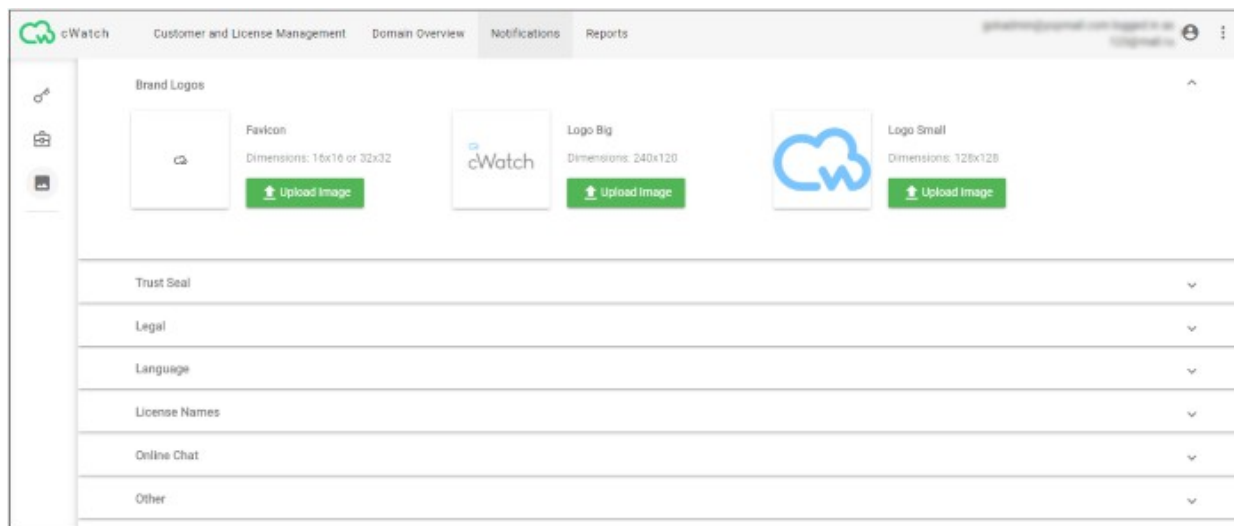 cWatch
Customer and License Management
Domain Overview
Notifications
Reports
Brand Logos
Favicon
Dimensions: 16x16 or 32x32
Upload Image
cWatch
Logo Big
Dimensions: 240x120
Upload Image
Logo Small
Dimensions: 128x128
Upload Image
Trust Seal
Legal
Language
License Names
Online Chat
Other